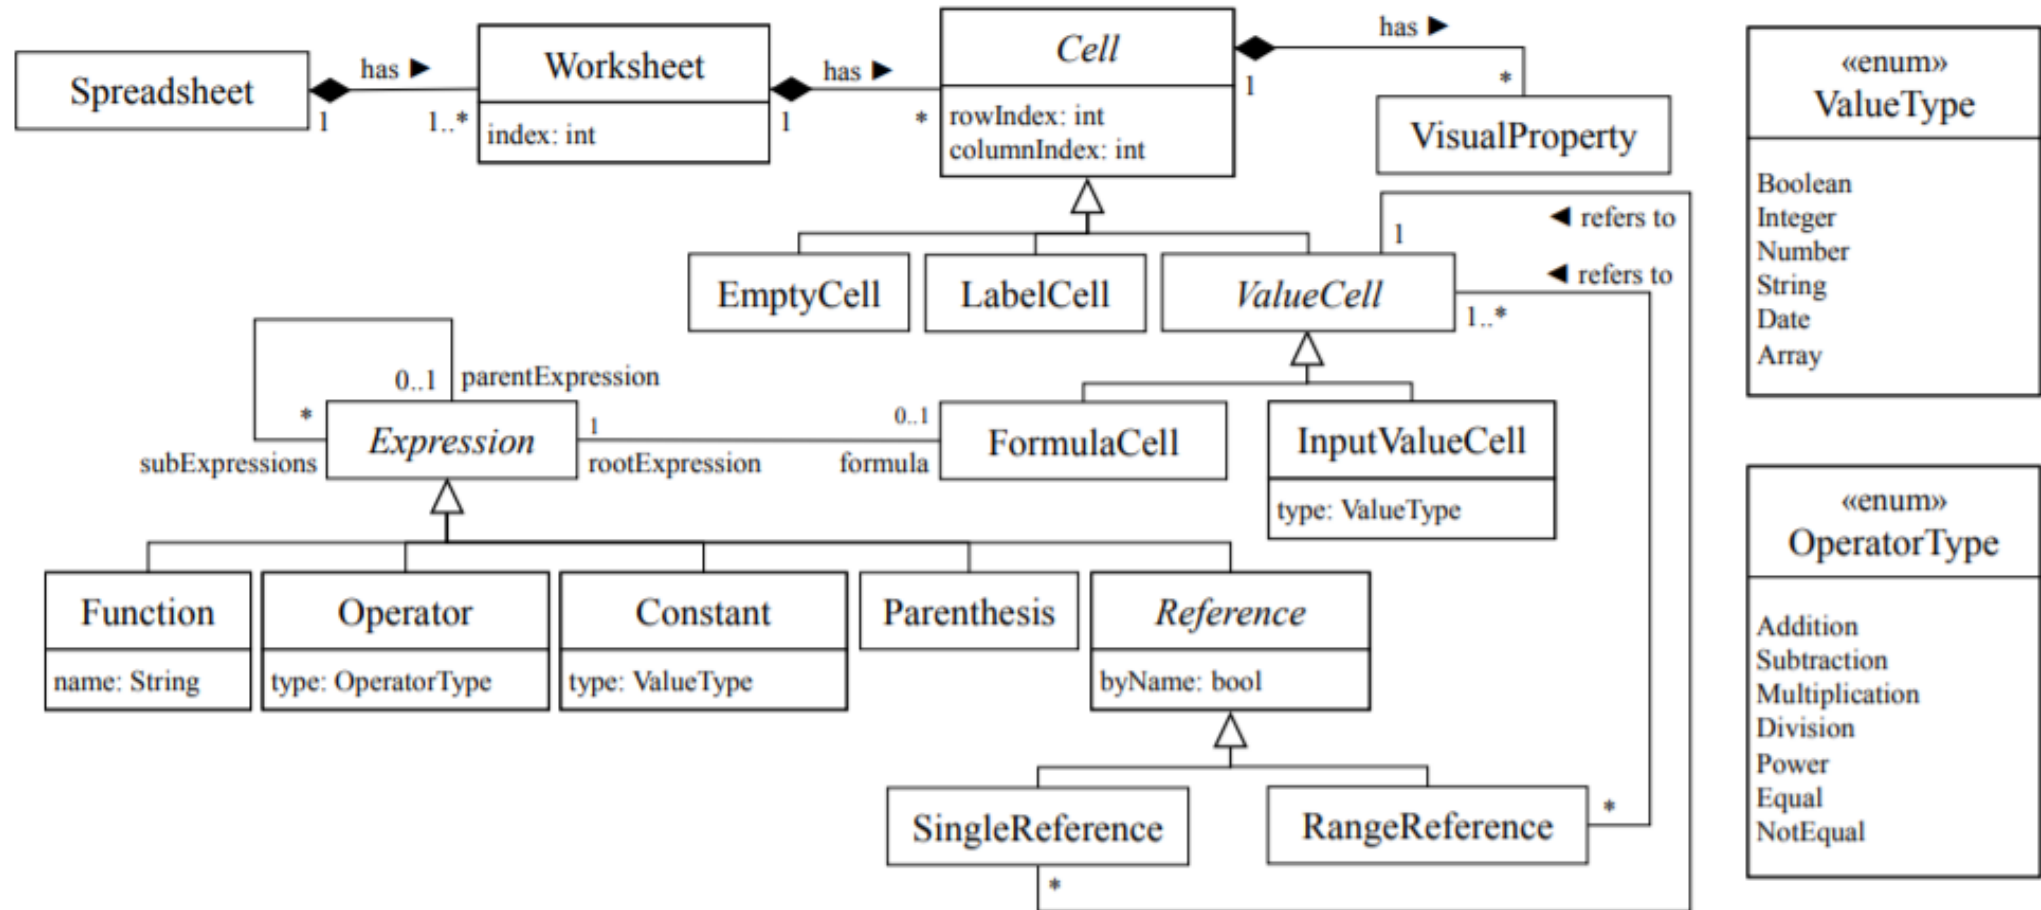 Spreadsheet
1
has ►
1..*
Worksheet
index: int
1
has ►
*
Cell
rowIndex: int
columnIndex: int
1
has ►
*
VisualProperty
«enum»
ValueType
Boolean
Integer
Number
String
Date
Array
EmptyCell
LabelCell
ValueCell
1
◄ refers to
◄ refers to
1..*
0..1
parentExpression
*
subExpressions
Expression
1
rootExpression
0..1
formula
FormulaCell
InputValueCell
type: ValueType
«enum»
OperatorType
Addition
Subtraction
Multiplication
Division
Power
Equal
NotEqual
Function
name: String
Operator
type: OperatorType
Constant
type: ValueType
Parenthesis
Reference
byName: bool
SingleReference
*
RangeReference
*